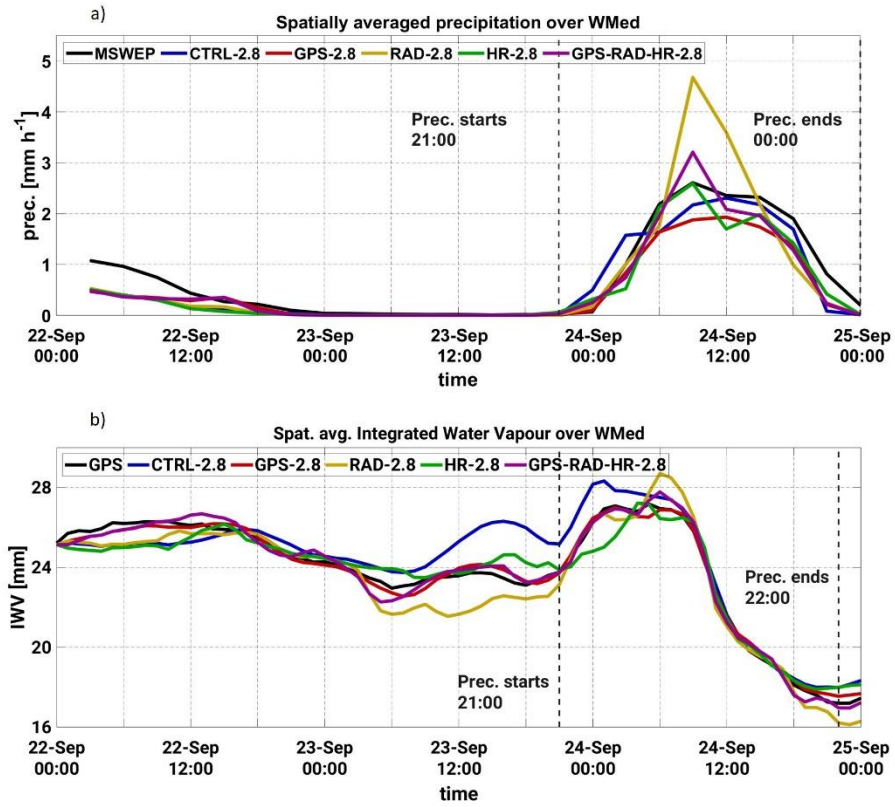 a)
Spatially averaged precipitation over WMed
MSWEP CTRL-2.8 GPS-2.8 RAD-2.8 HR-2.8 GPS-RAD-HR-2.8
5
4
3
2
1
0
prec. [mm h-1]
Prec. starts
21:00
Prec. ends
00:00
22-Sep 22-Sep 23-Sep 23-Sep 24-Sep 24-Sep 25-Sep
00:00 12:00 00:00 12:00 00:00 12:00 00:00
time
b)
Spat. avg. Integrated Water Vapour over WMed
GPS CTRL-2.8 GPS-2.8 RAD-2.8 HR-2.8 GPS-RAD-HR-2.8
28
24
20
16
IWV [mm]
Prec. ends
22:00
Prec. starts
21:00
22-Sep 22-Sep 23-Sep 23-Sep 24-Sep 24-Sep 25-Sep
00:00 12:00 00:00 12:00 00:00 12:00 00:00
time